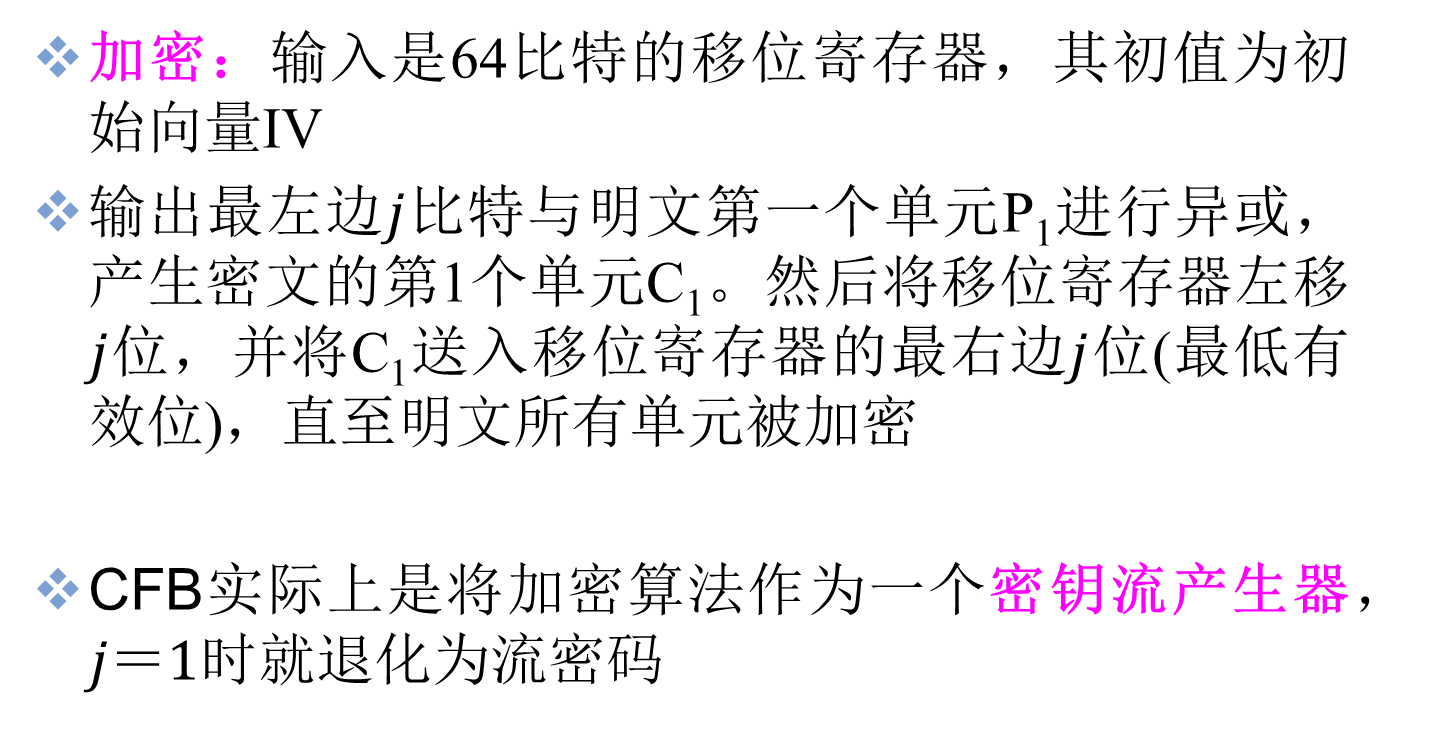 ❖加密：输入是64比特的移位寄存器，其初值为初
始向量IV
❖输出最左边j比特与明文第一个单元P₁进行异或，
产生密文的第1个单元C₁。然后将移位寄存器左移
j位，并将C₁送入移位寄存器的最右边j位(最低有
效位)，直至明文所有单元被加密
❖CFB实际上是将加密算法作为一个密钥流产生器，
j＝1时就退化为流密码